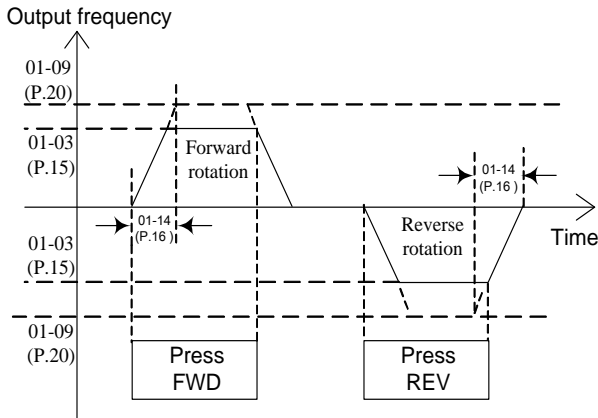 Output frequency
01-09
(P.20)
01-03
(P.15)
Forward
rotation
01-14
(P.16 )
01-14
(P.16 )
Time
01-03
(P.15)
Reverse
rotation
01-09
(P.20)
Press
FWD
Press
REV